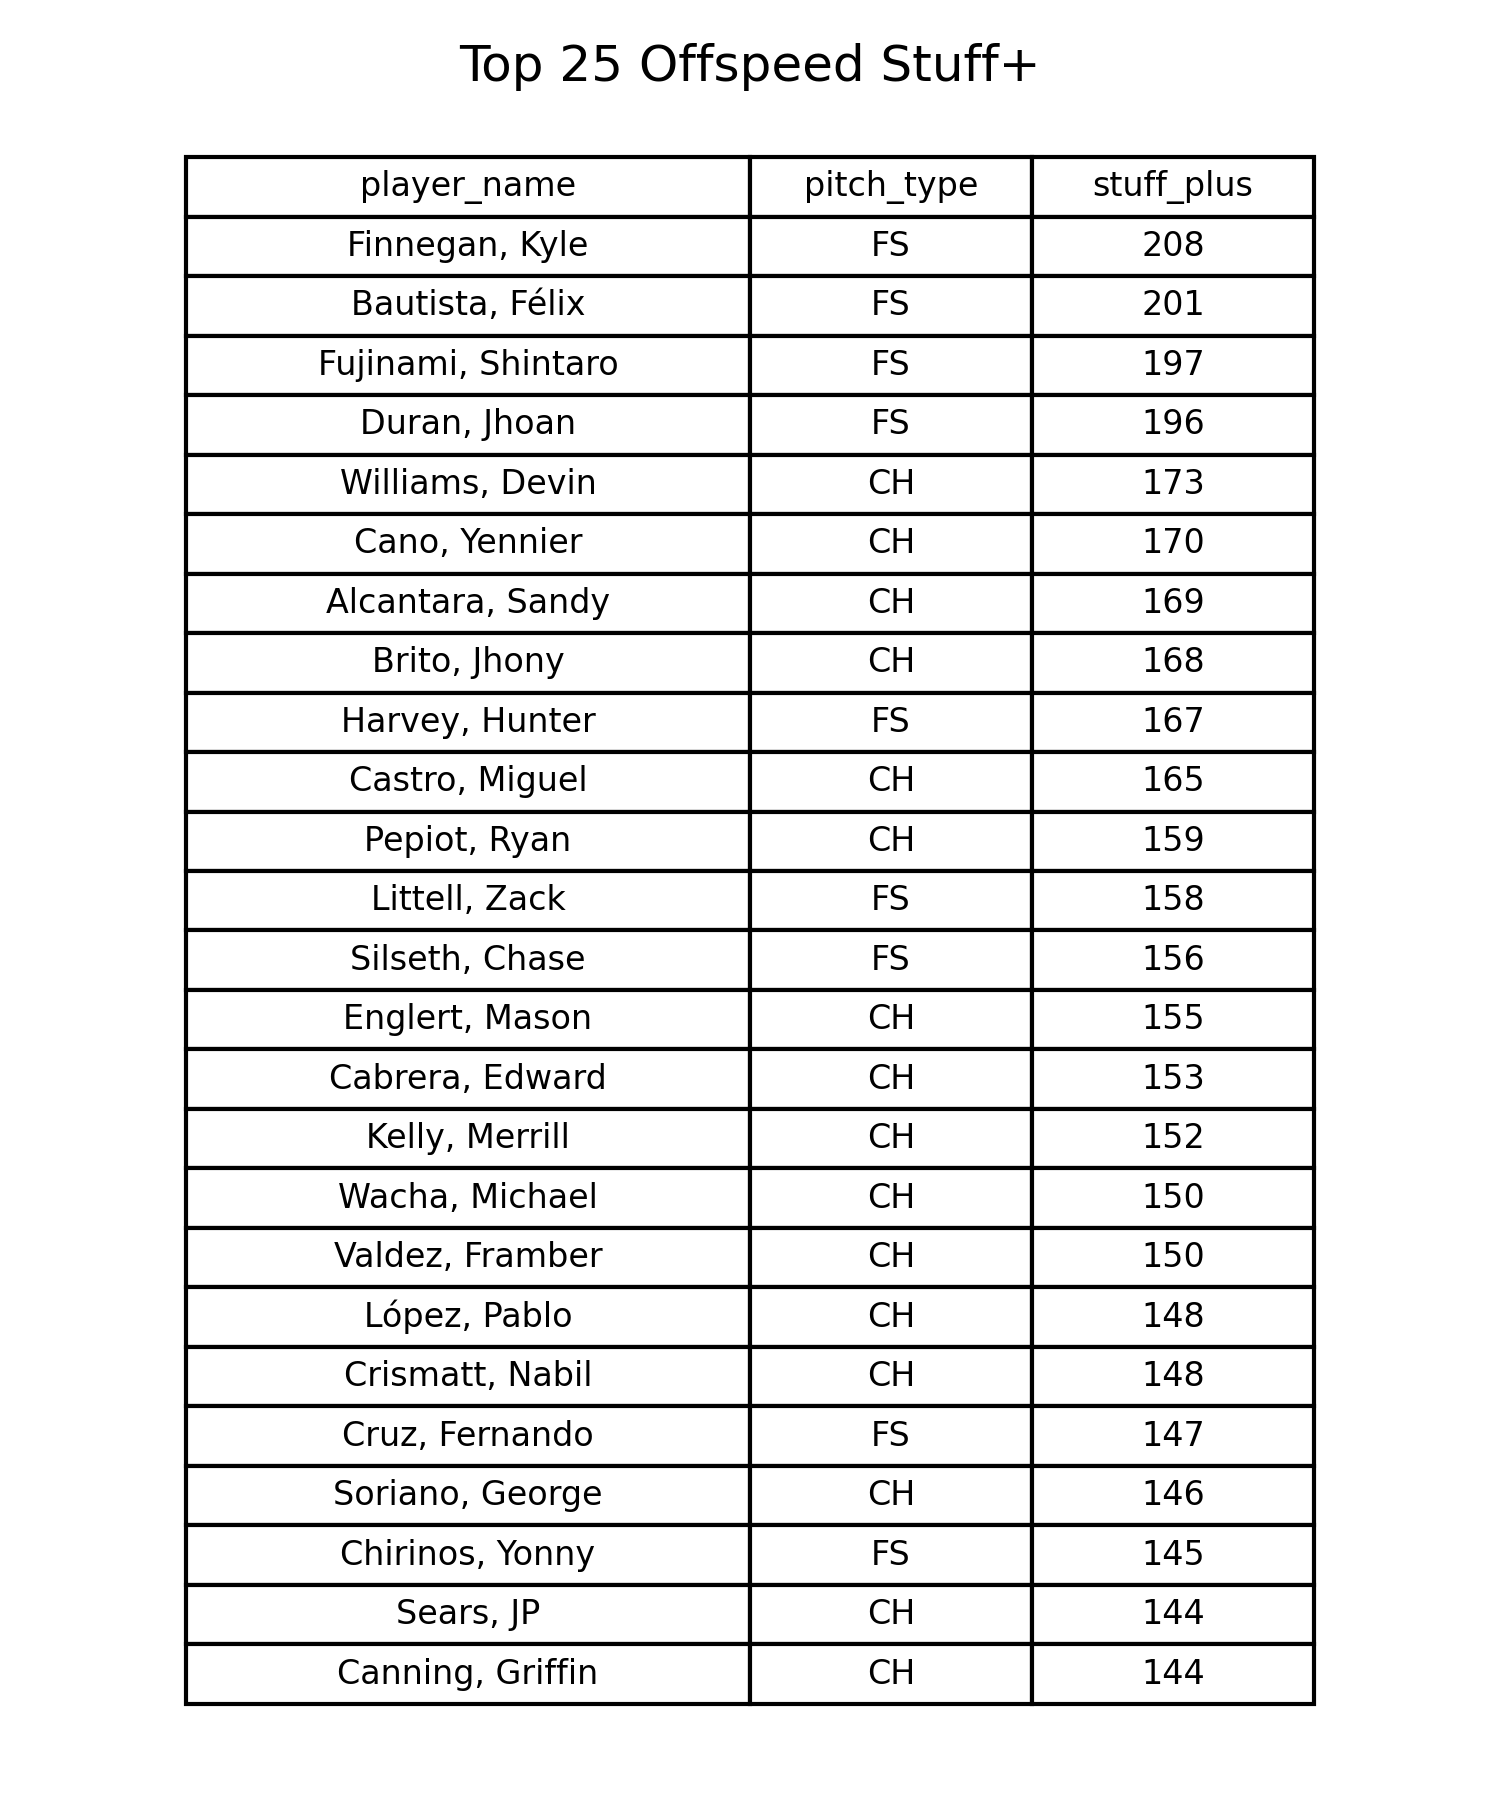 Top 25 Offspeed Stuff+
player_name pitch_type stuff_plus
Finnegan, Kyle FS 208
Bautista, Félix FS 201
Fujinami, Shintaro FS 197
Duran, Jhoan FS 196
Williams, Devin CH 173
Cano, Yennier CH 170
Alcantara, Sandy CH 169
Brito, Jhony CH 168
Harvey, Hunter FS 167
Castro, Miguel CH 165
Pepiot, Ryan CH 159
Littell, Zack FS 158
Silseth, Chase FS 156
Englert, Mason CH 155
Cabrera, Edward CH 153
Kelly, Merrill CH 152
Wacha, Michael CH 150
Valdez, Framber CH 150
López, Pablo CH 148
Crismatt, Nabil CH 148
Cruz, Fernando FS 147
Soriano, George CH 146
Chirinos, Yonny FS 145
Sears, JP CH 144
Canning, Griffin CH 144